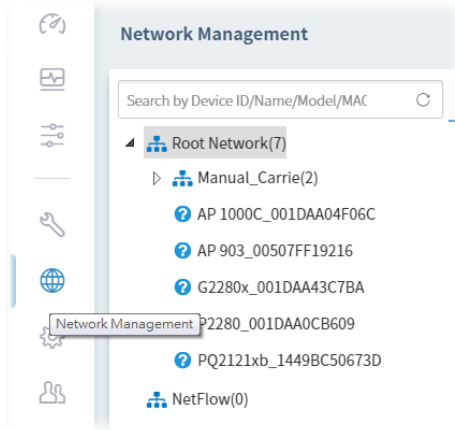 Network Management
Search by Device ID/Name/Model/MAC
Root Network(7)
Manual_Carrie(2)
AP 1000C_001DAA04F06C
AP 903_00507FF19216
G2280x_001DAA43C7BA
Network Management
P2280_001DAA0CB609
PQ2121xb_1449BC50673D
NetFlow(0)